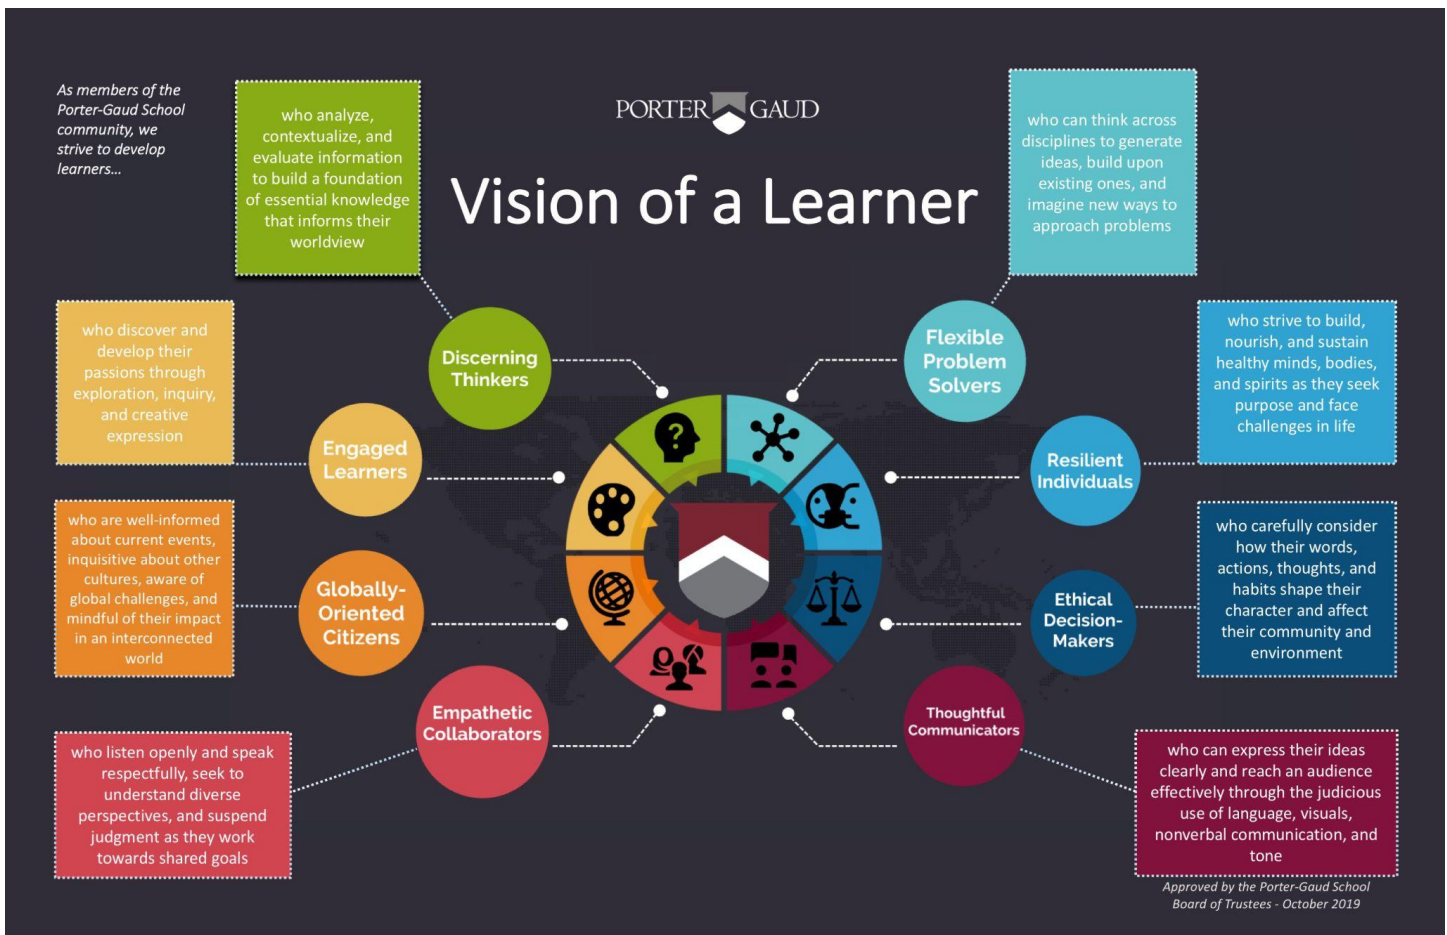 As members of the
Porter-Gaud School
community, we
strive to develop
learners...
PORTER GAUD
Vision of a Learner
who analyze,
contextualize, and
evaluate information
to build a foundation
of essential knowledge
that informs their
worldview
Discerning
Thinkers
who can think across
disciplines to generate
ideas, build upon
existing ones, and
imagine new ways to
approach problems
Flexible
Problem
Solvers
who discover and
develop their
passions through
exploration, inquiry,
and creative
expression
Engaged
Learners
who strive to build,
nourish, and sustain
healthy minds, bodies,
and spirits as they seek
purpose and face
challenges in life
Resilient
Individuals
who are well-informed
about current events,
inquisitive about other
cultures, aware of
global challenges, and
mindful of their impact
in an interconnected
world
Globally-
Oriented
Citizens
who carefully consider
how their words,
actions, thoughts, and
habits shape their
character and affect
their community and
environment
Ethical
Decision-
Makers
who listen openly and speak
respectfully, seek to
understand diverse
perspectives, and suspend
judgment as they work
towards shared goals
Empathetic
Collaborators
who can express their ideas
clearly and reach an audience
effectively through the judicious
use of language, visuals,
nonverbal communication, and
tone
Thoughtful
Communicators
?
Approved by the Porter-Gaud School
Board of Trustees - October 2019